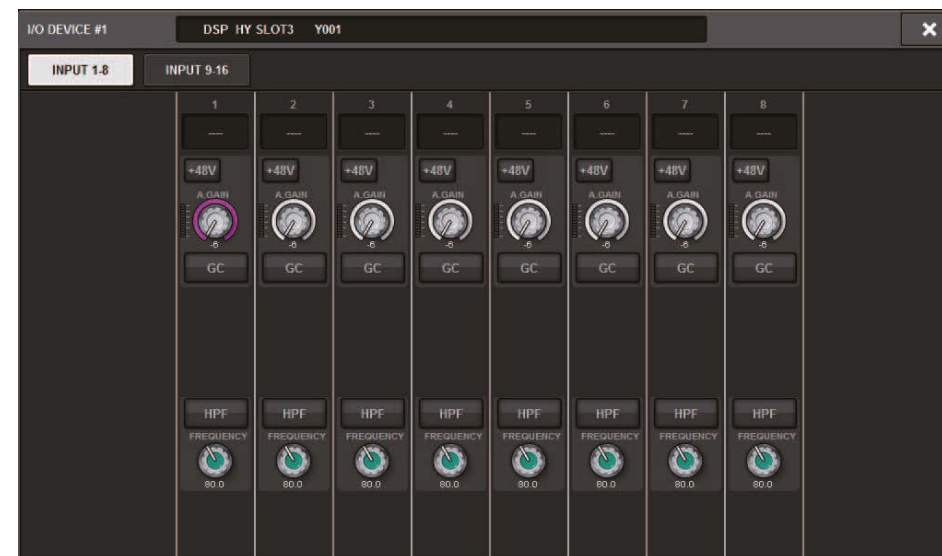 I/O DEVICE #1 DSP HY SLOT3 Y001
INPUT 1-8 INPUT 9-16
1 2 3 4 5 6 7 8
---- ---- ---- ---- ---- ---- ---- ----
+48V +48V +48V +48V +48V +48V +48V +48V
A.GAIN A.GAIN A.GAIN A.GAIN A.GAIN A.GAIN A.GAIN A.GAIN
-6 -6 -6 -6 -6 -6 -6 -6
GC GC GC GC GC GC GC GC
HPF HPF HPF HPF HPF HPF HPF HPF
FREQUENCY FREQUENCY FREQUENCY FREQUENCY FREQUENCY FREQUENCY FREQUENCY FREQUENCY
80.0 80.0 80.0 80.0 80.0 80.0 80.0 80.0